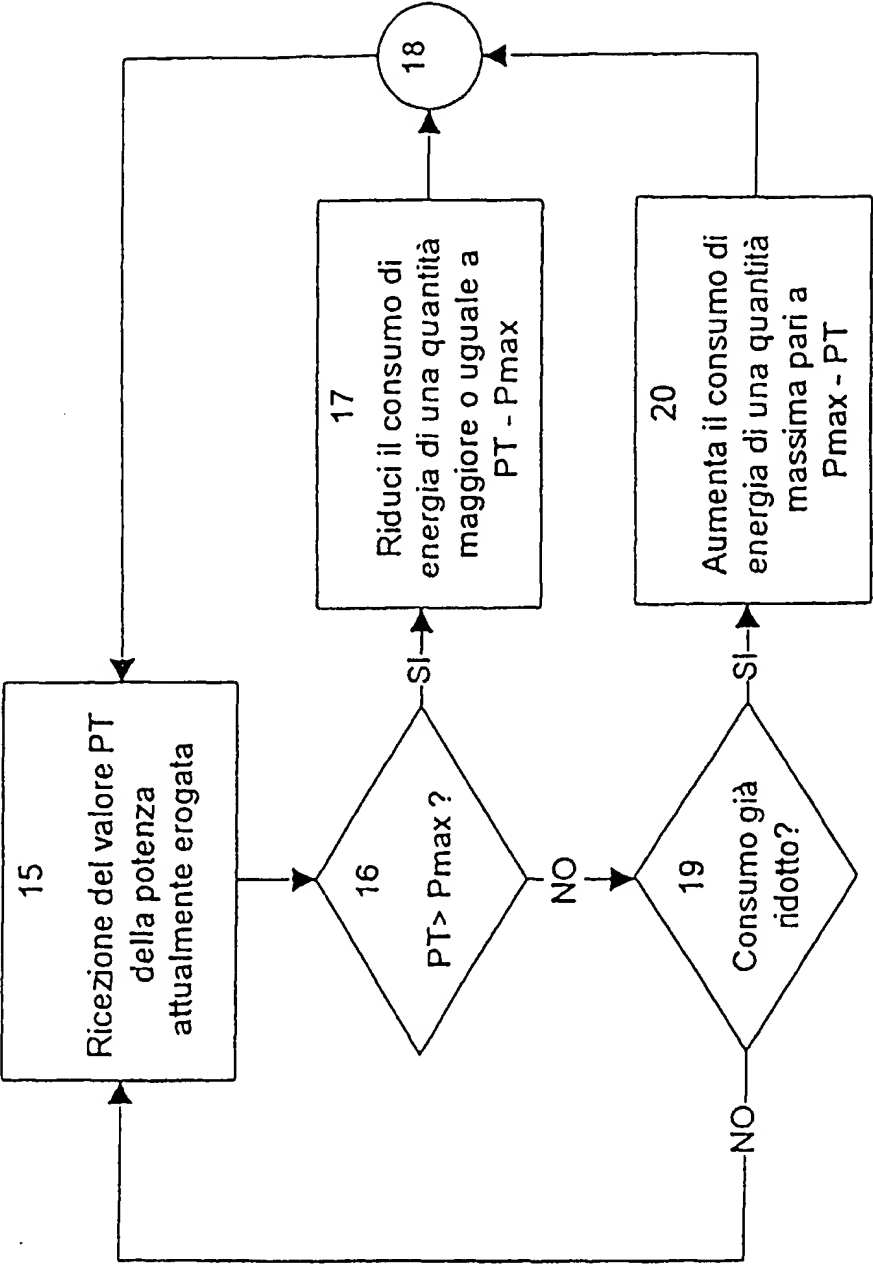 15
Ricezione del valore PT
della potenza
attualmente erogata
16
PT> Pmax ?
SI
17
Riduci il consumo di
energia di una quantità
maggiore o uguale a
PT - Pmax
18
NO
19
Consumo già
ridotto?
SI
20
Aumenta il consumo di
energia di una quantità
massima pari a
Pmax - PT
NO